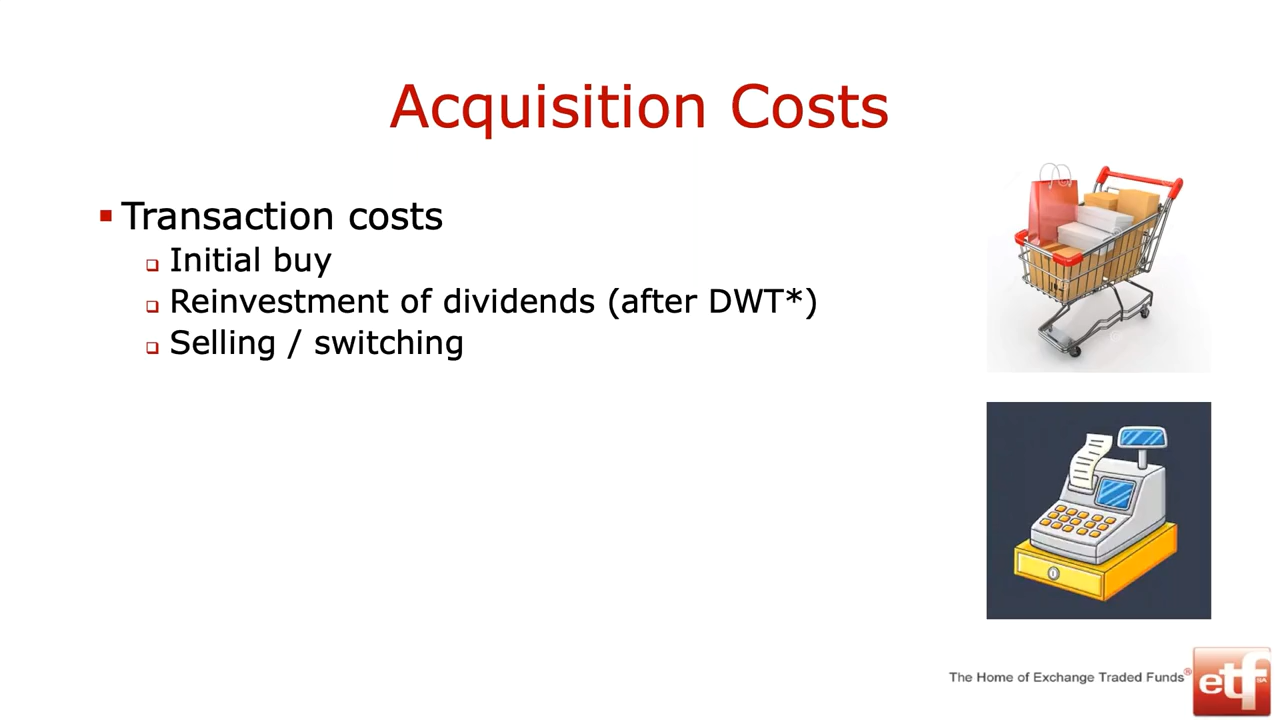 Acquisition Costs
Transaction costs
Initial buy
Reinvestment of dividends (after DWT*)
Selling / switching
The Home of Exchange Traded Funds®
etf
SA